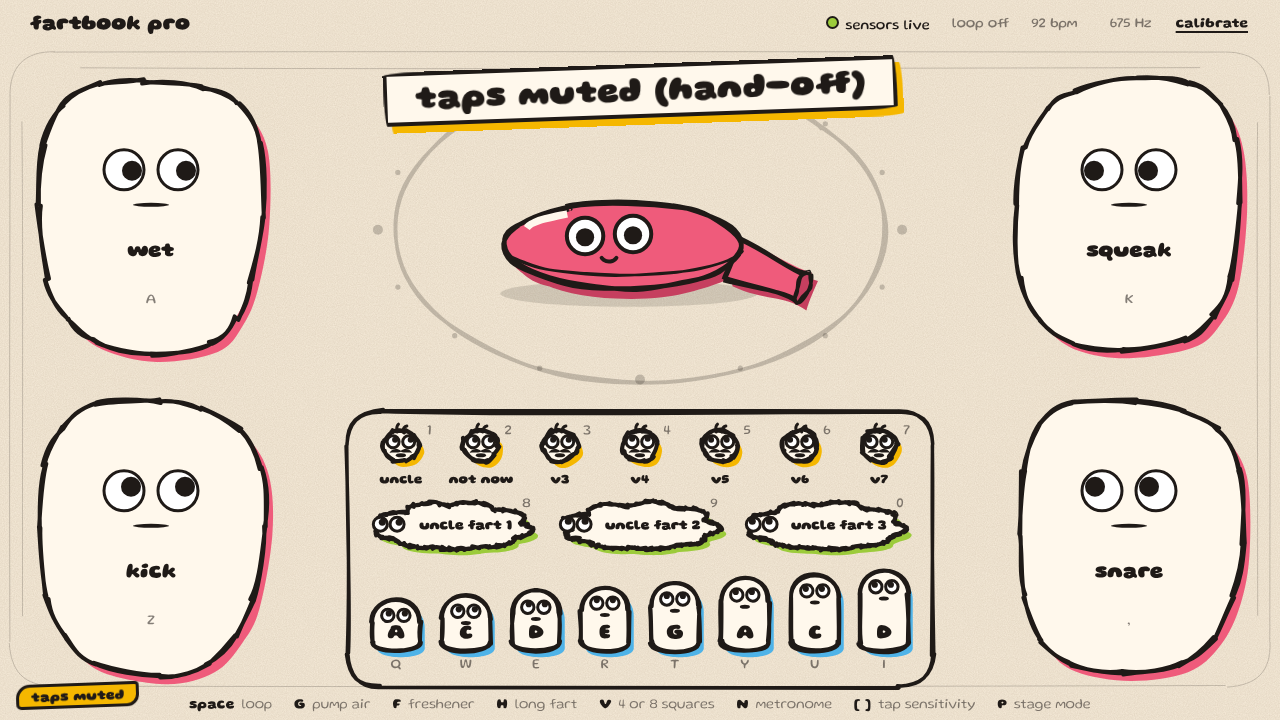 fartbook pro
sensors live loop off 92 bpm 675 Hz calibrate
taps muted (hand-off)
wet
A
squeak
K
kick
Z
snare
,
1 2 3 4 5 6 7
uncle not now v3 v4 v5 v6 v7
8 9 0
uncle fart 1 uncle fart 2 uncle fart 3
A C D E G A C D
Q W E R T Y U I
taps muted
space loop G pump air F freshener H long fart V 4 or 8 squares N metronome [ ] tap sensitivity P stage mode